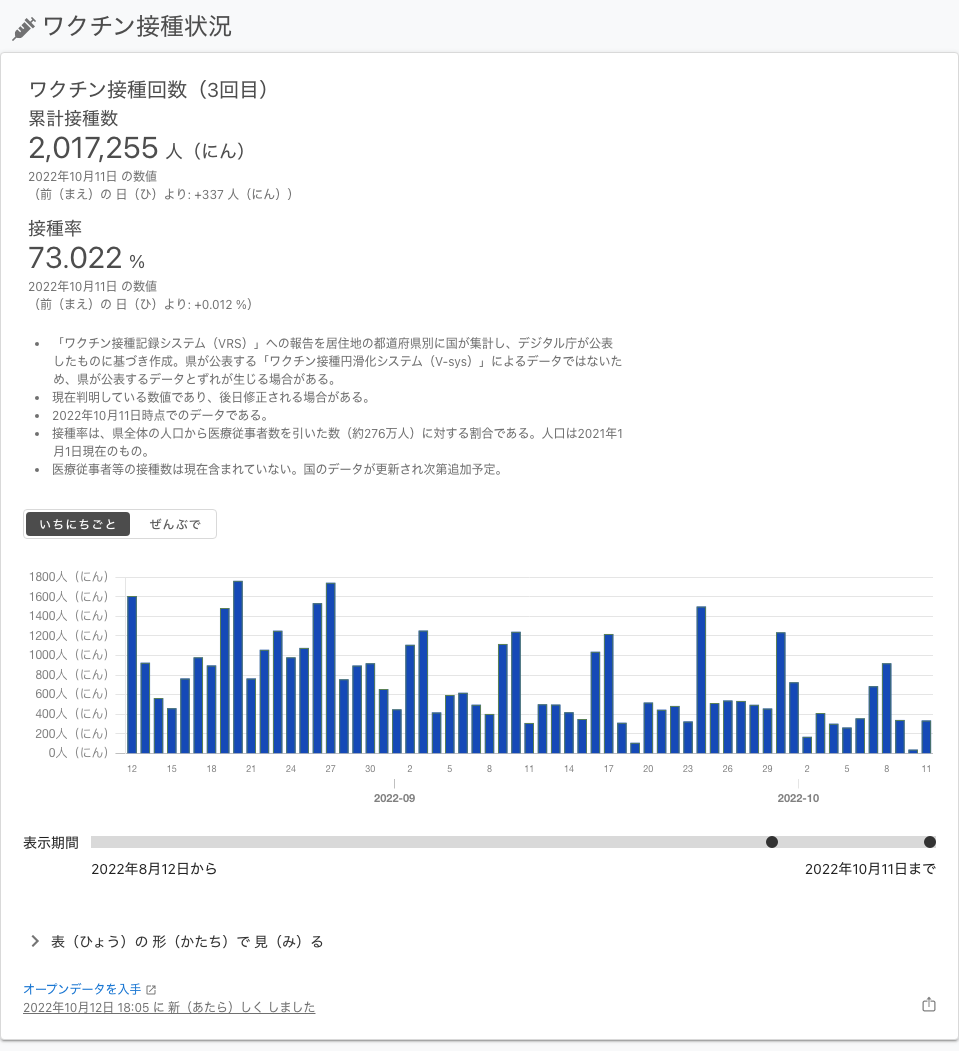 ワクチン接種状況
ワクチン接種回数（3回目）
累計接種数
2,017,255 人（にん）
2022年10月11日 の数値
（前（まえ）の 日（ひ）より: +337 人（にん））
接種率
73.022 %
2022年10月11日 の数値
（前（まえ）の 日（ひ）より: +0.012 %）
「ワクチン接種記録システム（VRS）」への報告を居住地の都道府県別に国が集計し、デジタル庁が公表
したものに基づき作成。県が公表する「ワクチン接種円滑化システム（V-sys）」によるデータではないた
め、県が公表するデータとずれが生じる場合がある。
現在判明している数値であり、後日修正される場合がある。
2022年10月11日時点でのデータである。
接種率は、県全体の人口から医療従事者数を引いた数（約276万人）に対する割合である。人口は2021年1
月1日現在のもの。
医療従事者等の接種数は現在含まれていない。国のデータが更新され次第追加予定。
いちにちごと ぜんぶで
1800人（にん）
1600人（にん）
1400人（にん）
1200人（にん）
1000人（にん）
800人（にん）
600人（にん）
400人（にん）
200人（にん）
0人（にん）
12 15 18 21 24 27 30 2 5 8 11 14 17 20 23 26 29 2 5 8 11
2022-09 2022-10
表示期間
2022年8月12日から 2022年10月11日まで
表（ひょう）の 形（かたち）で 見（み）る
オープンデータを入手
2022年10月12日 18:05 に 新（あたら）しく しました